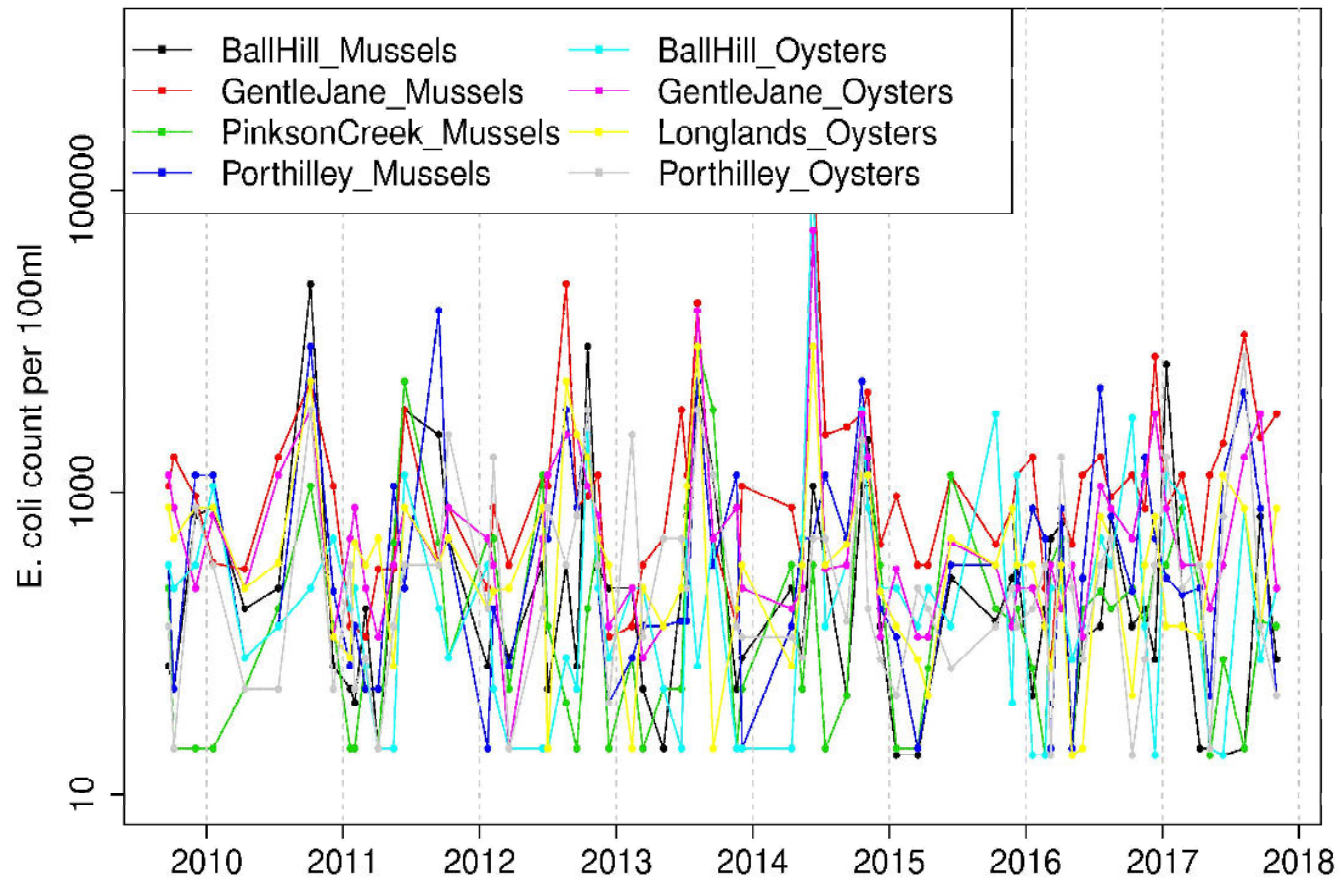 BallHill_Mussels
GentleJane_Mussels
PinksonCreek_Mussels
Porthilley_Mussels
BallHill_Oysters
GentleJane_Oysters
Longlands_Oysters
Porthilley_Oysters
E. coli count per 100ml
100000
1000
10
2010 2011 2012 2013 2014 2015 2016 2017 2018